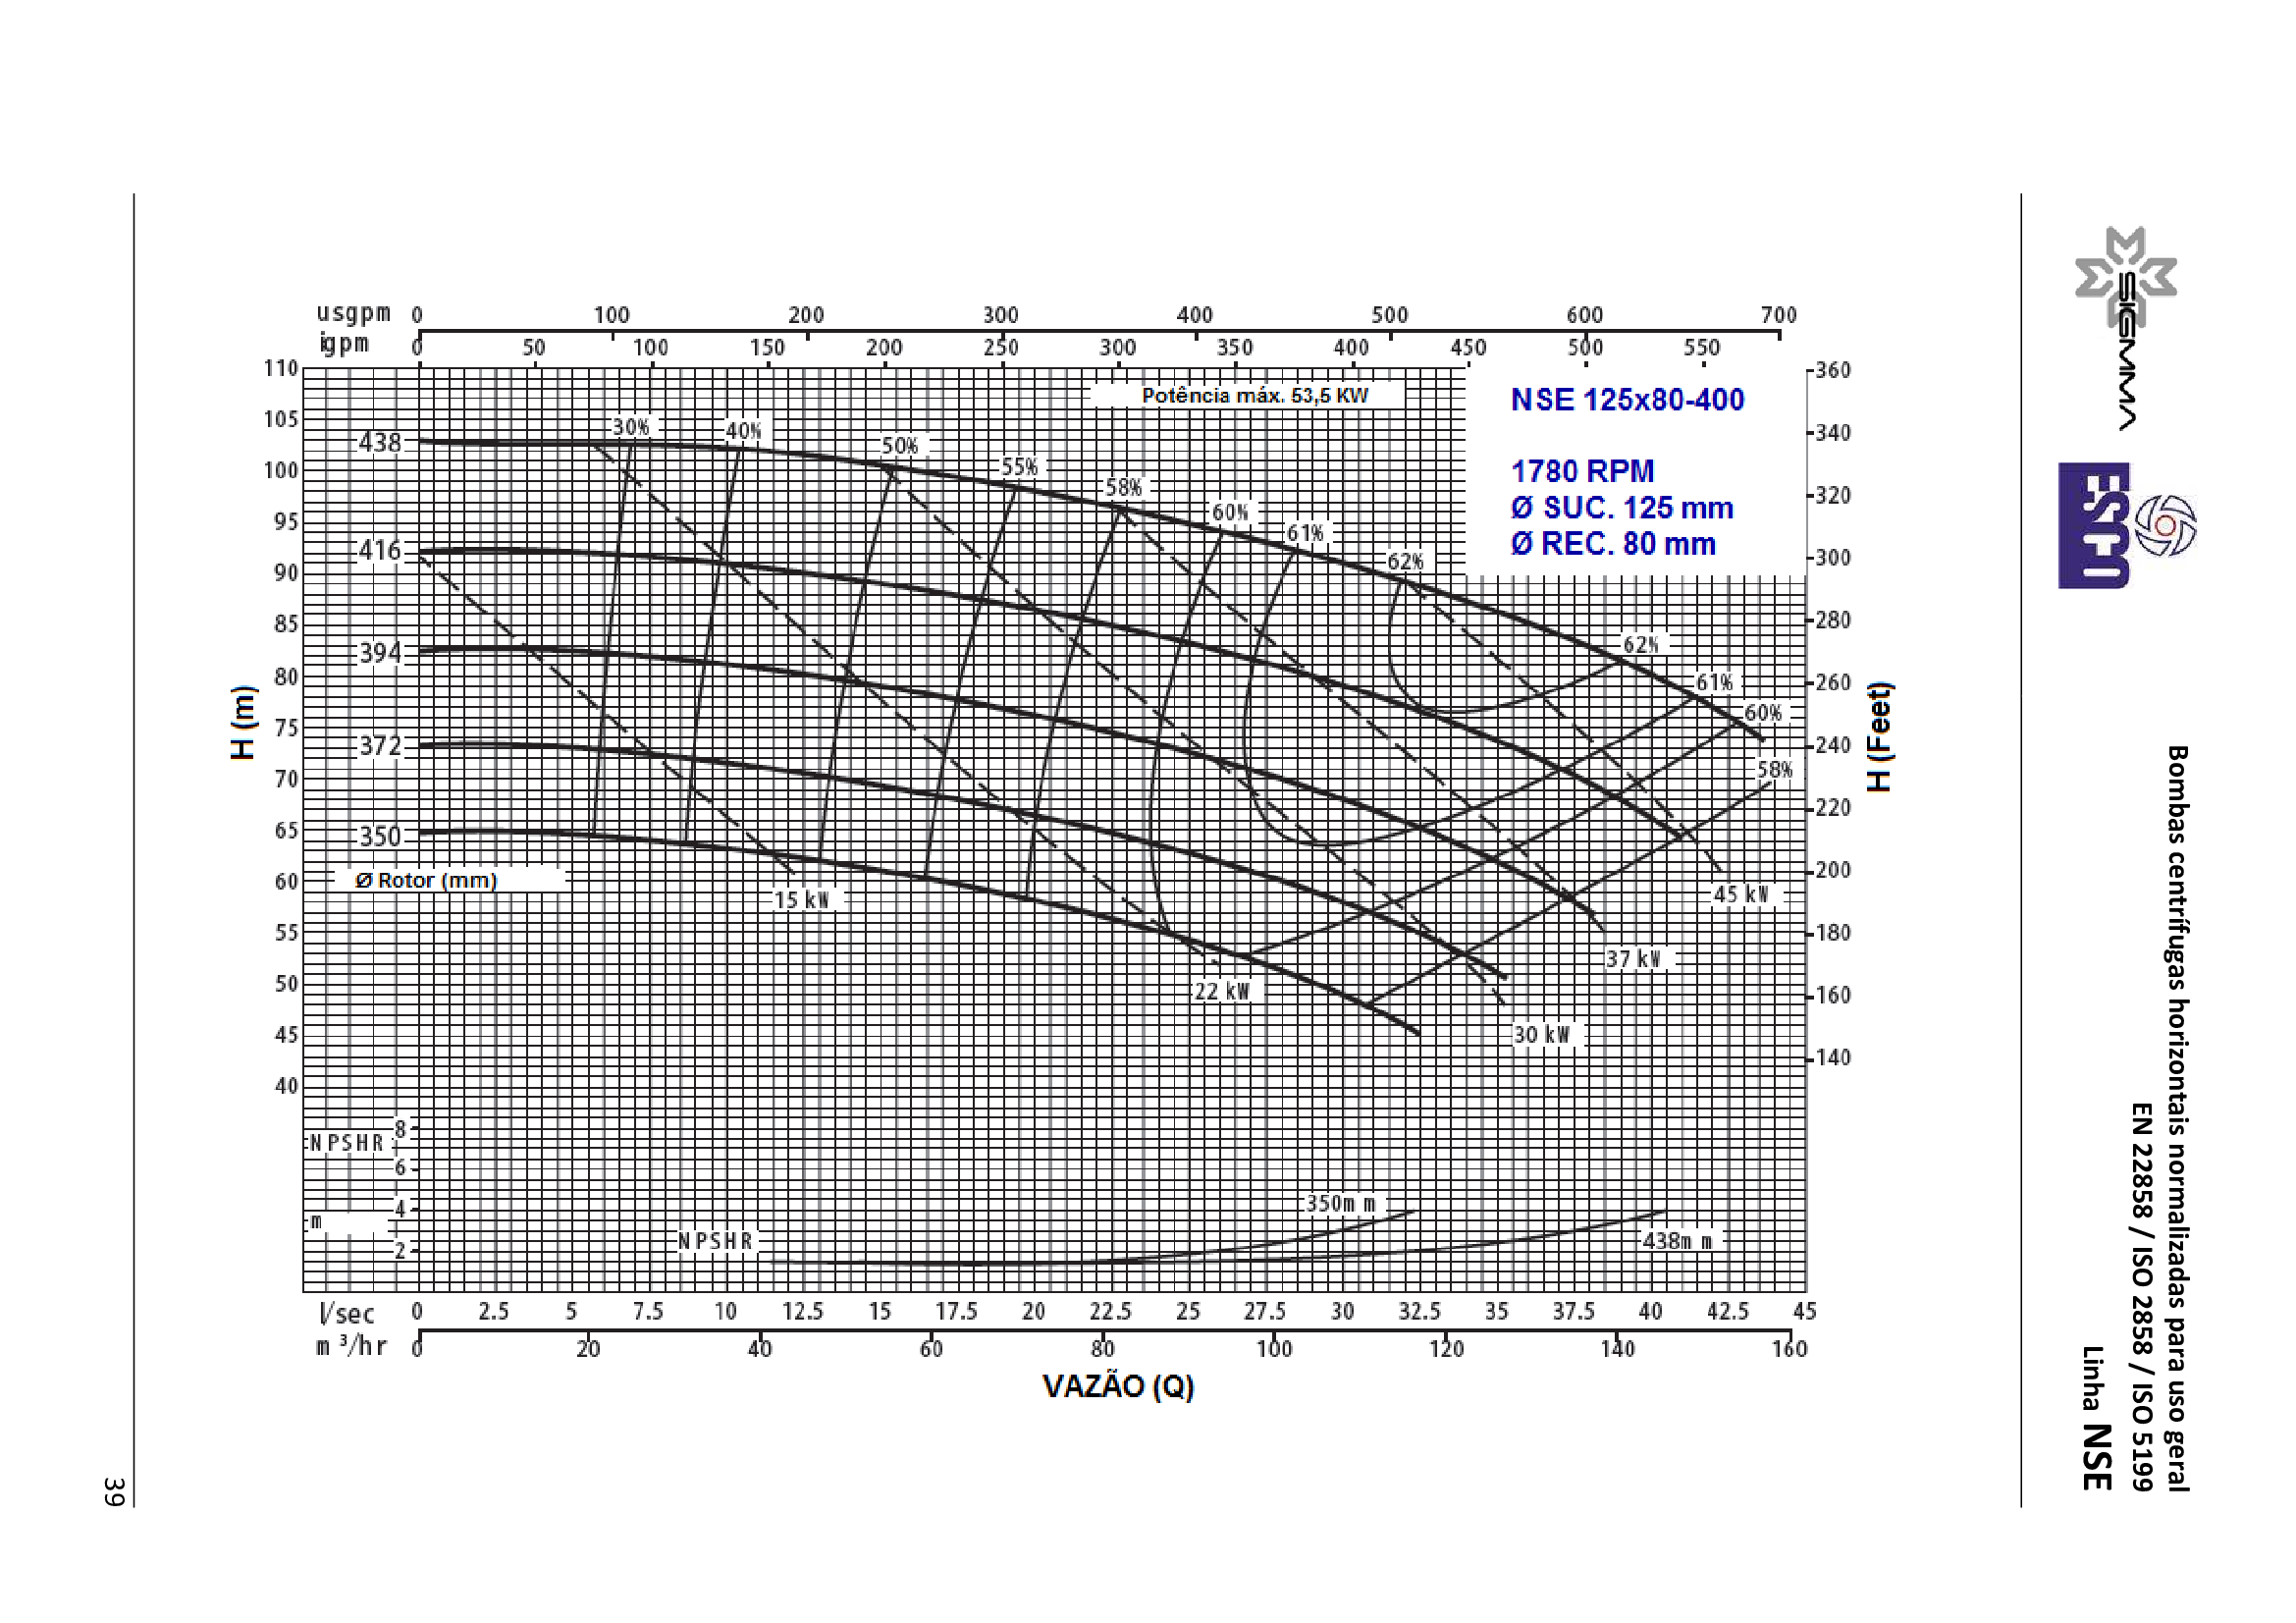 usgpm 0 100 200 300 400 500 600 700
igpm 0 50 100 150 200 250 300 350 400 450 500 550
110 105 100 95 90 85 80 75 70 65 60 55 50 45 40
H (m)
360 340 320 300 280 260 240 220 200 180 160 140
H (Feet)
Potência máx. 53,5 KW
NSE 125x80-400
1780 RPM
Ø SUC. 125 mm
Ø REC. 80 mm
438
416
394
372
350
Ø Rotor (mm)
30% 40% 50% 55% 58% 60% 61% 62%
62%
61%
60%
58%
15 kW
22 kW
30 kW
37 kW
45 kW
NPSHR
m
8
6
4
2
NPSHR
350m m
438m m
l/sec 0 2.5 5 7.5 10 12.5 15 17.5 20 22.5 25 27.5 30 32.5 35 37.5 40 42.5 45
m³/hr 0 20 40 60 80 100 120 140 160
VAZÃO (Q)
SIGMMA
ESCO
Bombas centrífugas horizontais normalizadas para uso geral
EN 22858 / ISO 2858 / ISO 5199
Linha NSE
39